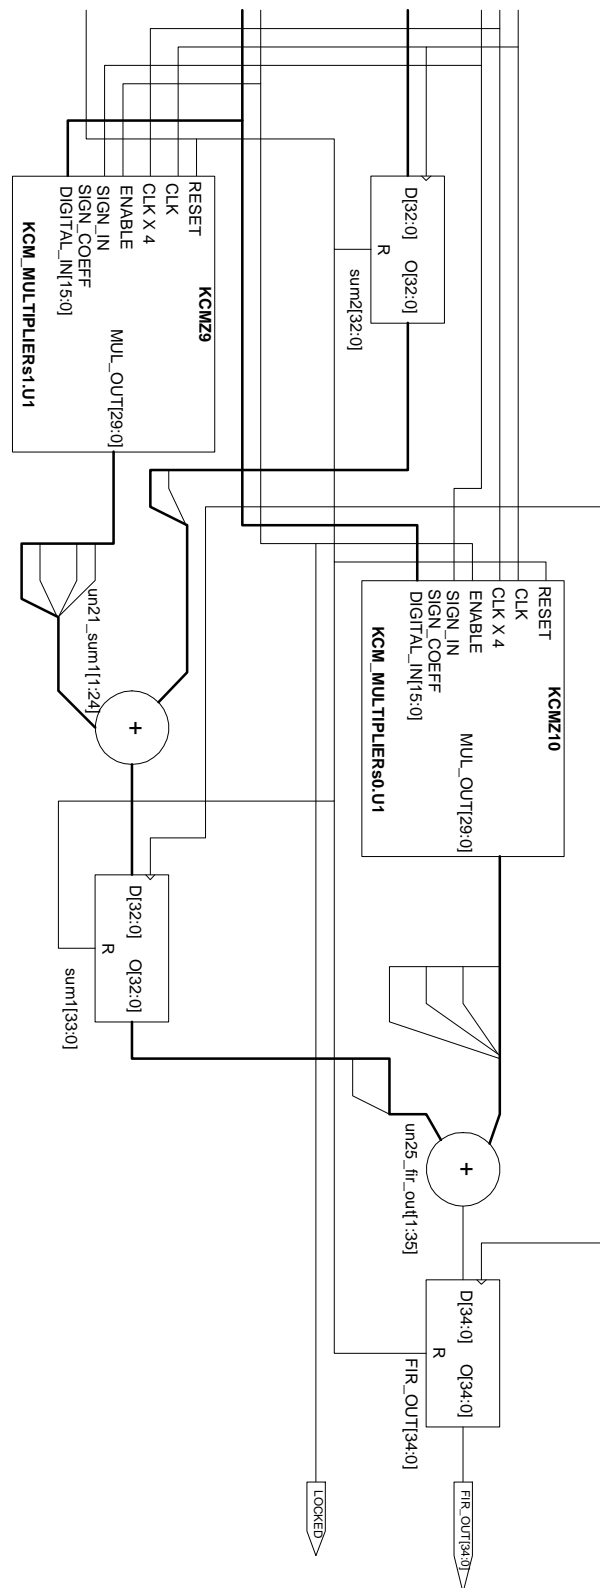 D[32:0]
O[32:0]
R
sum2[32:0]
RESET
CLK
CLK X 4
ENABLE
SIGN_IN
SIGN_COEFF
DIGITAL_IN[15:0]
MUL_OUT[29:0]
KCMZ9
KCM_MULTIPLIERs1.U1
RESET
CLK
CLK X 4
ENABLE
SIGN_IN
SIGN_COEFF
DIGITAL_IN[15:0]
MUL_OUT[29:0]
KCMZ10
KCM_MULTIPLIERs0.U1
un21_sum1[1:24]
+
D[32:0]
O[32:0]
R
sum1[33:0]
un25_fir_out[1:35]
+
D[34:0]
O[34:0]
R
FIR_OUT[34:0]
LOCKED
FIR_OUT[34:0]